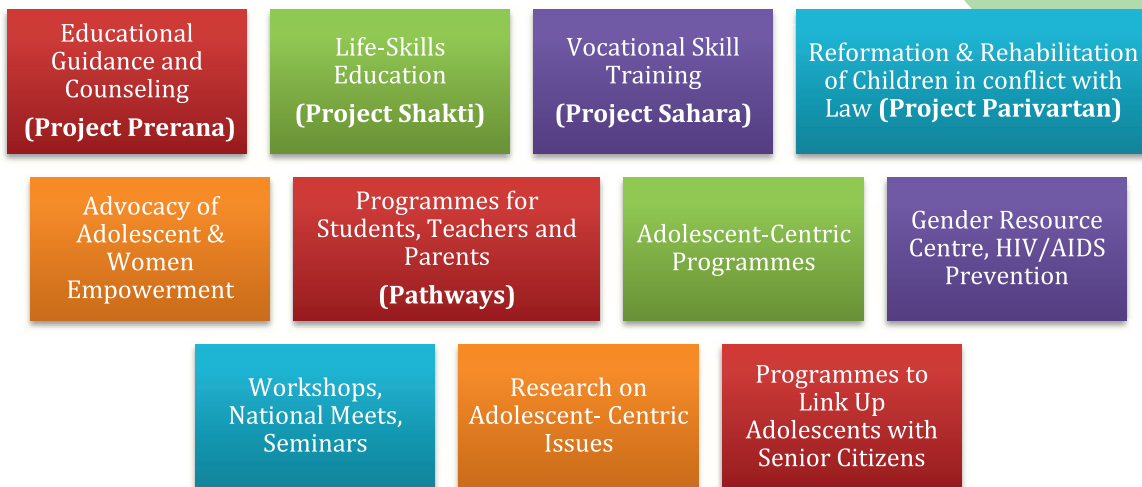 Educational
Guidance and
Counseling
(Project Prerana)
Life-Skills
Education
(Project Shakti)
Vocational Skill
Training
(Project Sahara)
Reformation & Rehabilitation
of Children in conflict with
Law (Project Parivartan)
Advocacy of
Adolescent &
Women
Empowerment
Programmes for
Students, Teachers and
Parents
(Pathways)
Adolescent-Centric
Programmes
Gender Resource
Centre, HIV/AIDS
Prevention
Workshops,
National Meets,
Seminars
Research on
Adolescent- Centric
Issues
Programmes to
Link Up
Adolescents with
Senior Citizens